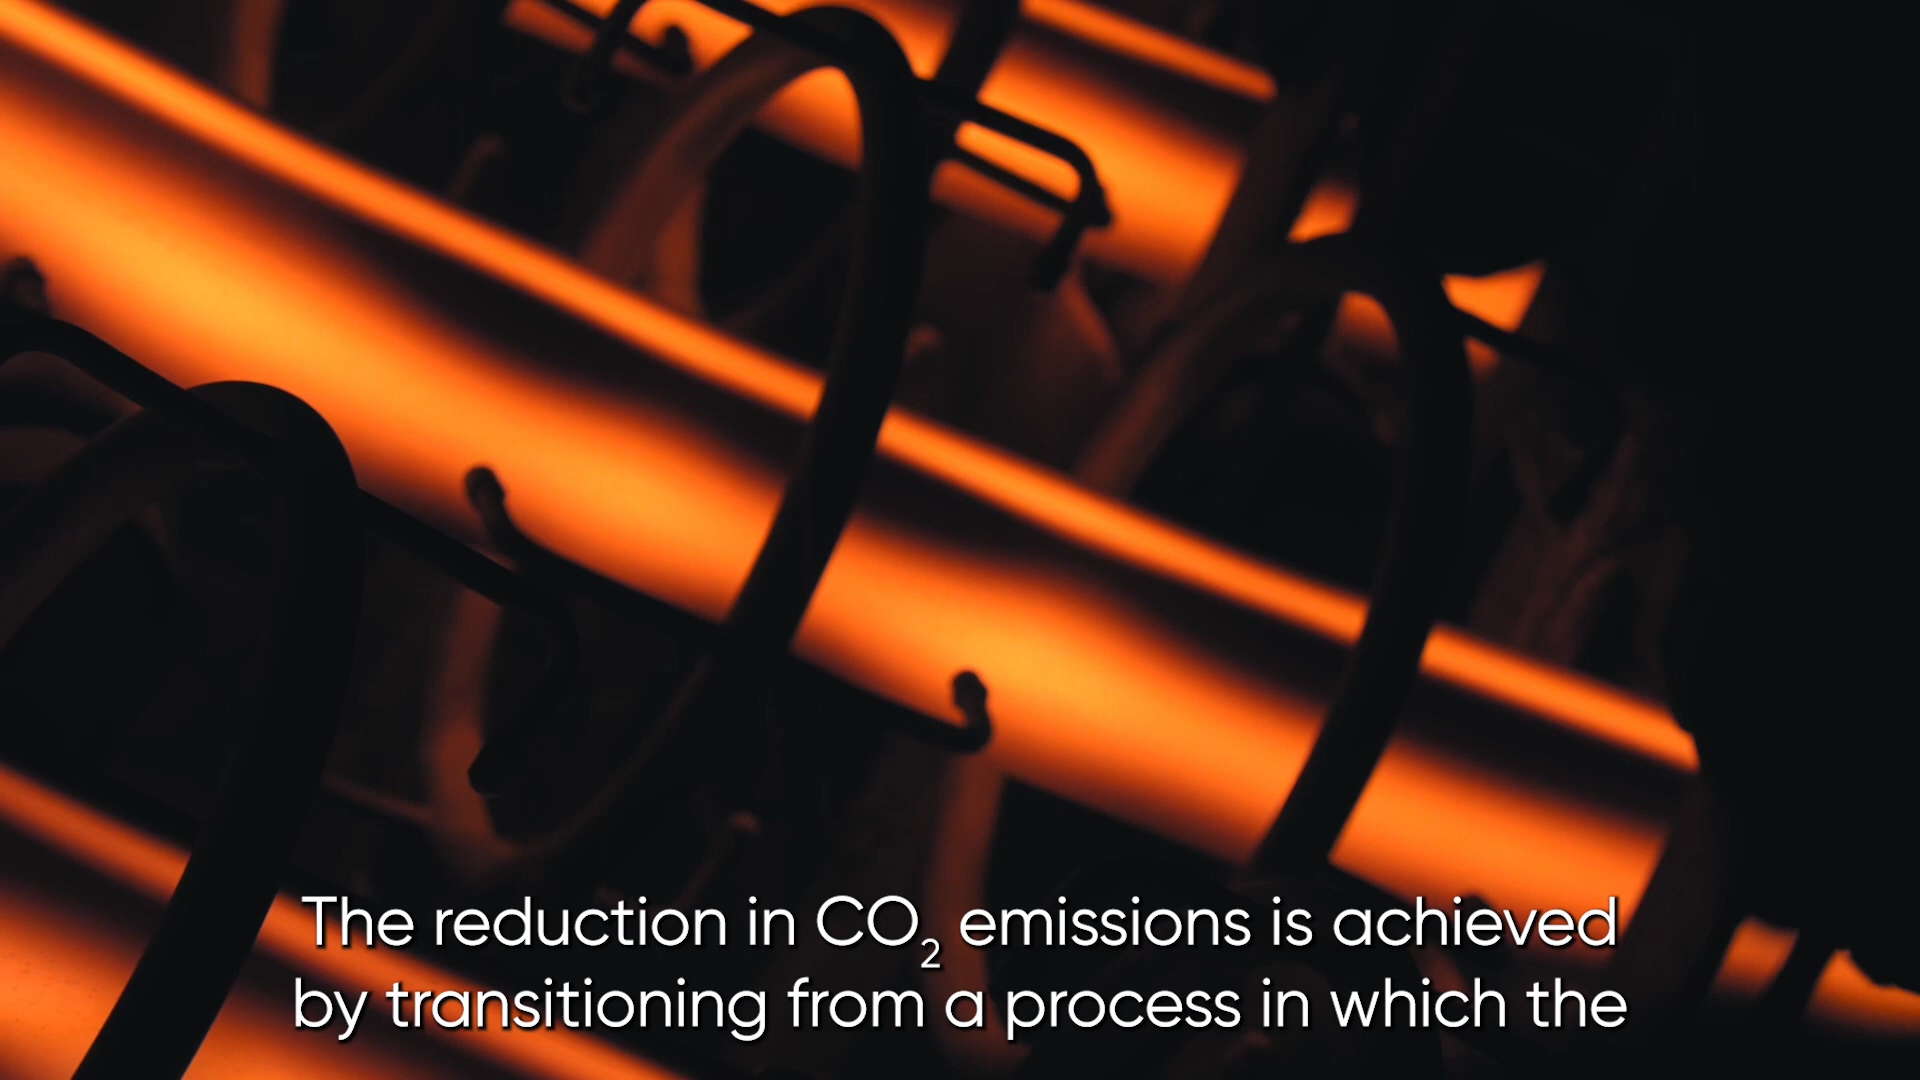 The reduction in CO₂ emissions is achieved
by transitioning from a process in which the